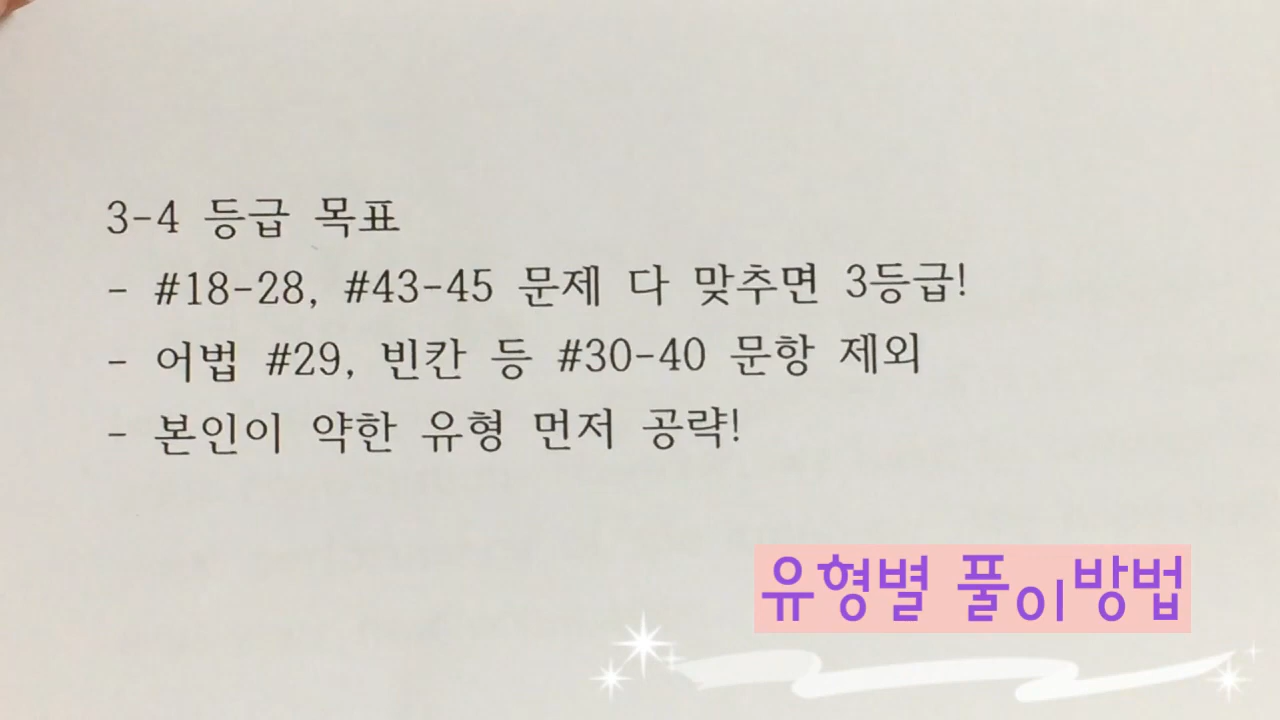 3-4 등급 목표
- #18-28, #43-45 문제 다 맞추면 3등급!
- 어법 #29, 빈칸 등 #30-40 문항 제외
- 본인이 약한 유형 먼저 공략!
유형별 풀이방법